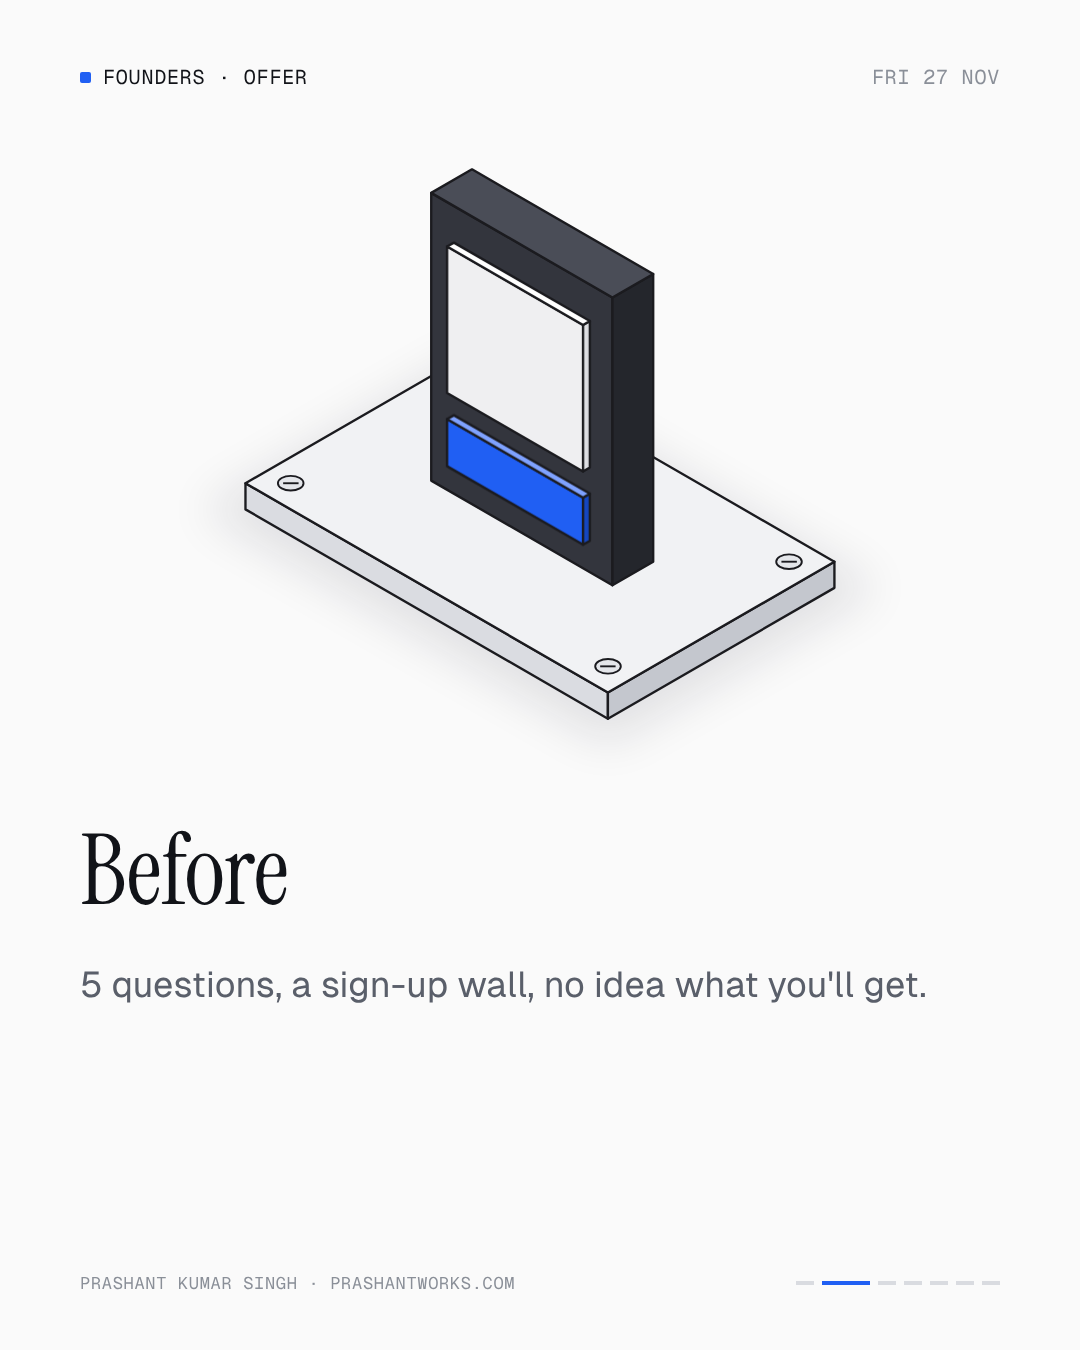 FOUNDERS · OFFER
FRI 27 NOV
Before
5 questions, a sign-up wall, no idea what you'll get.
PRASHANT KUMAR SINGH · PRASHANTWORKS.COM